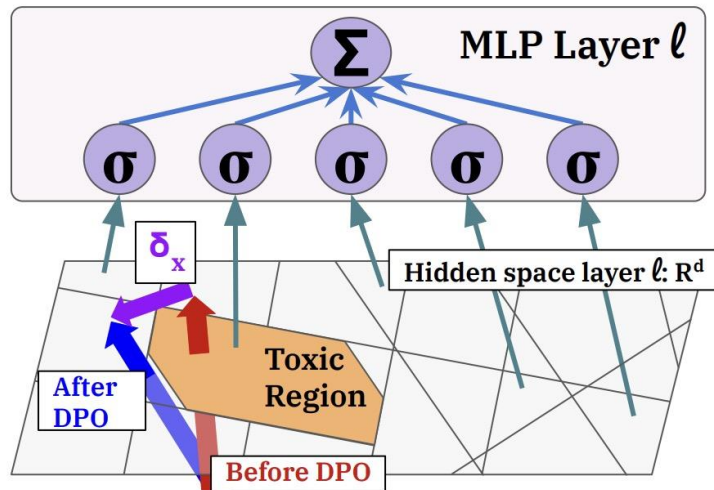 Σ
MLP Layer ℓ
σ σ σ σ σ
δₓ
Hidden space layer ℓ: Rᵈ
Toxic
Region
After
DPO
Before DPO